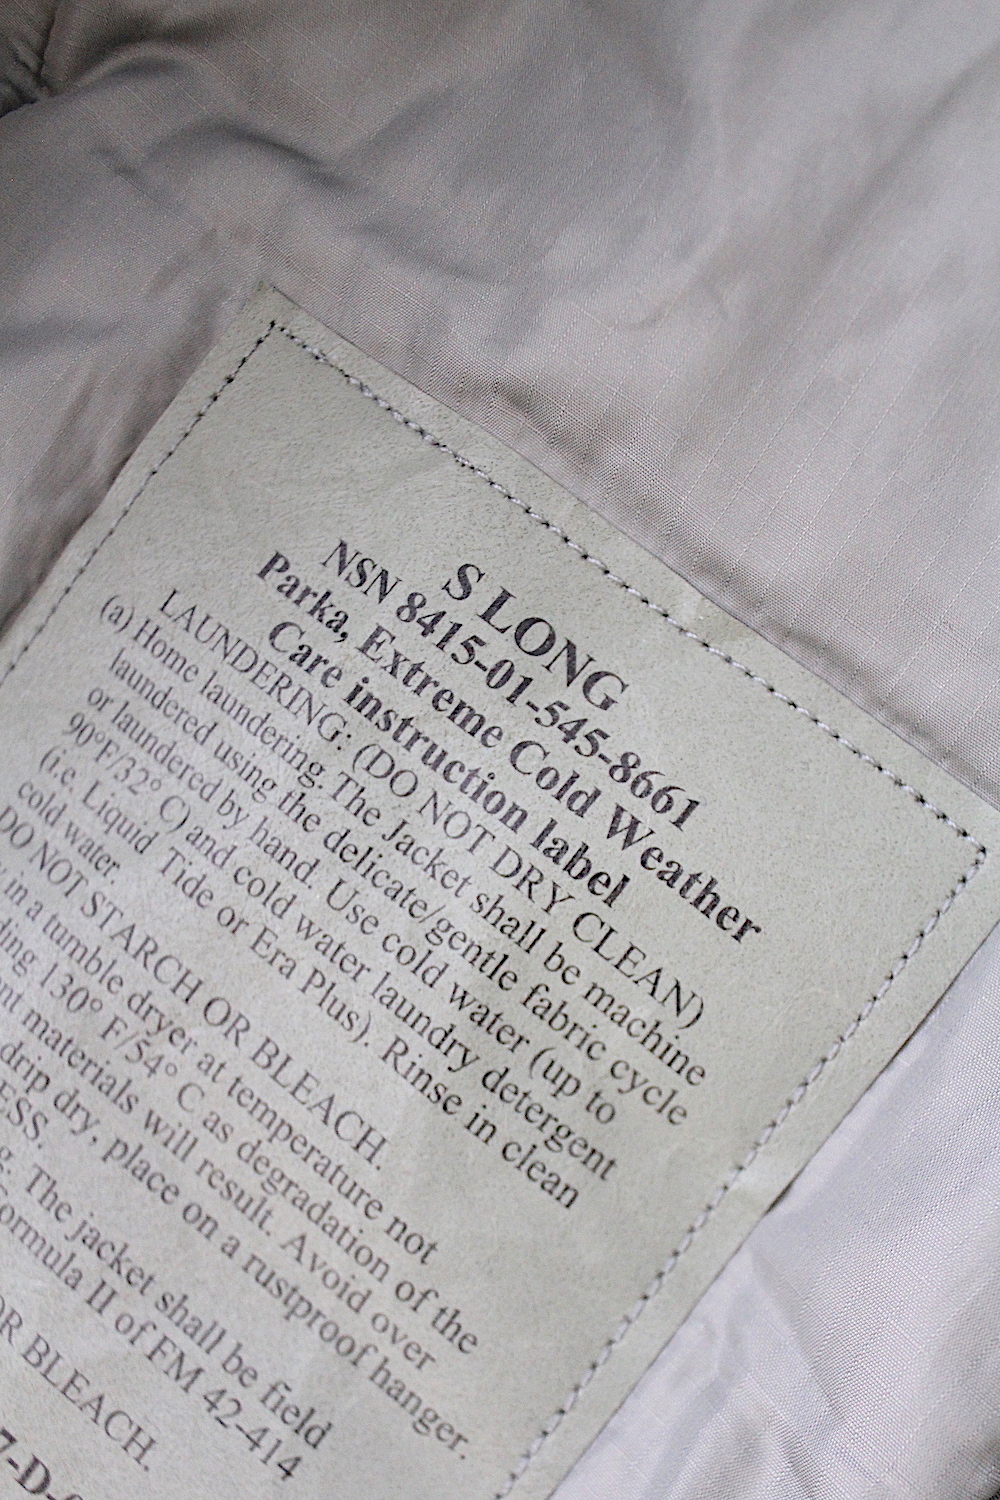 S LONG
NSN 8415-01-545-8661
Parka, Extreme Cold Weather
Care instruction label
LAUNDERING: (DO NOT DRY CLEAN)
(a) Home laundering. The Jacket shall be machine
laundered using the delicate/gentle fabric cycle
or laundered by hand. Use cold water (up to
90°F/32° C) and cold water laundry detergent
(i.e. Liquid Tide or Era Plus). Rinse in clean
cold water.
DO NOT STARCH OR BLEACH.
in a tumble dryer at temperature not
130° F/54° C as degradation of the
materials will result. Avoid over
drip dry, place on a rustproof hanger.
The jacket shall be field
II of FM 42-414
OR BLEACH.